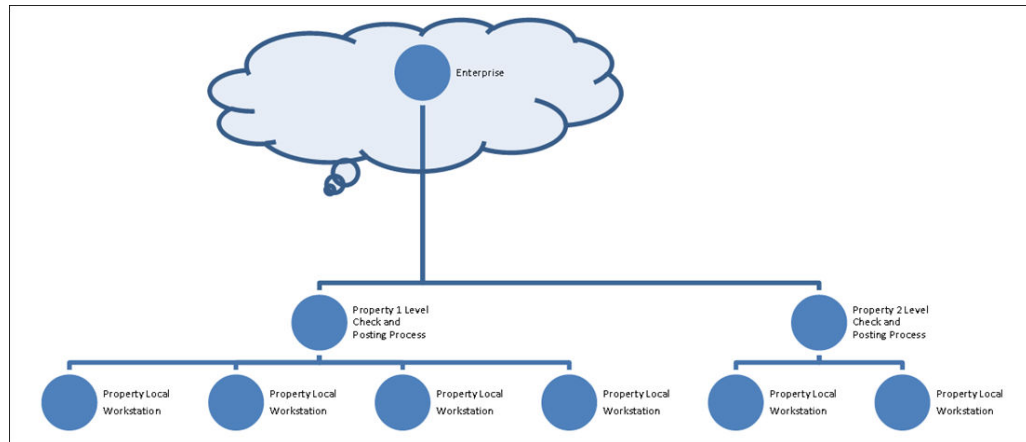 Enterprise
Property 1 Level
Check and
Posting Process
Property 2 Level
Check and
Posting Process
Property Local
Workstation
Property Local
Workstation
Property Local
Workstation
Property Local
Workstation
Property Local
Workstation
Property Local
Workstation